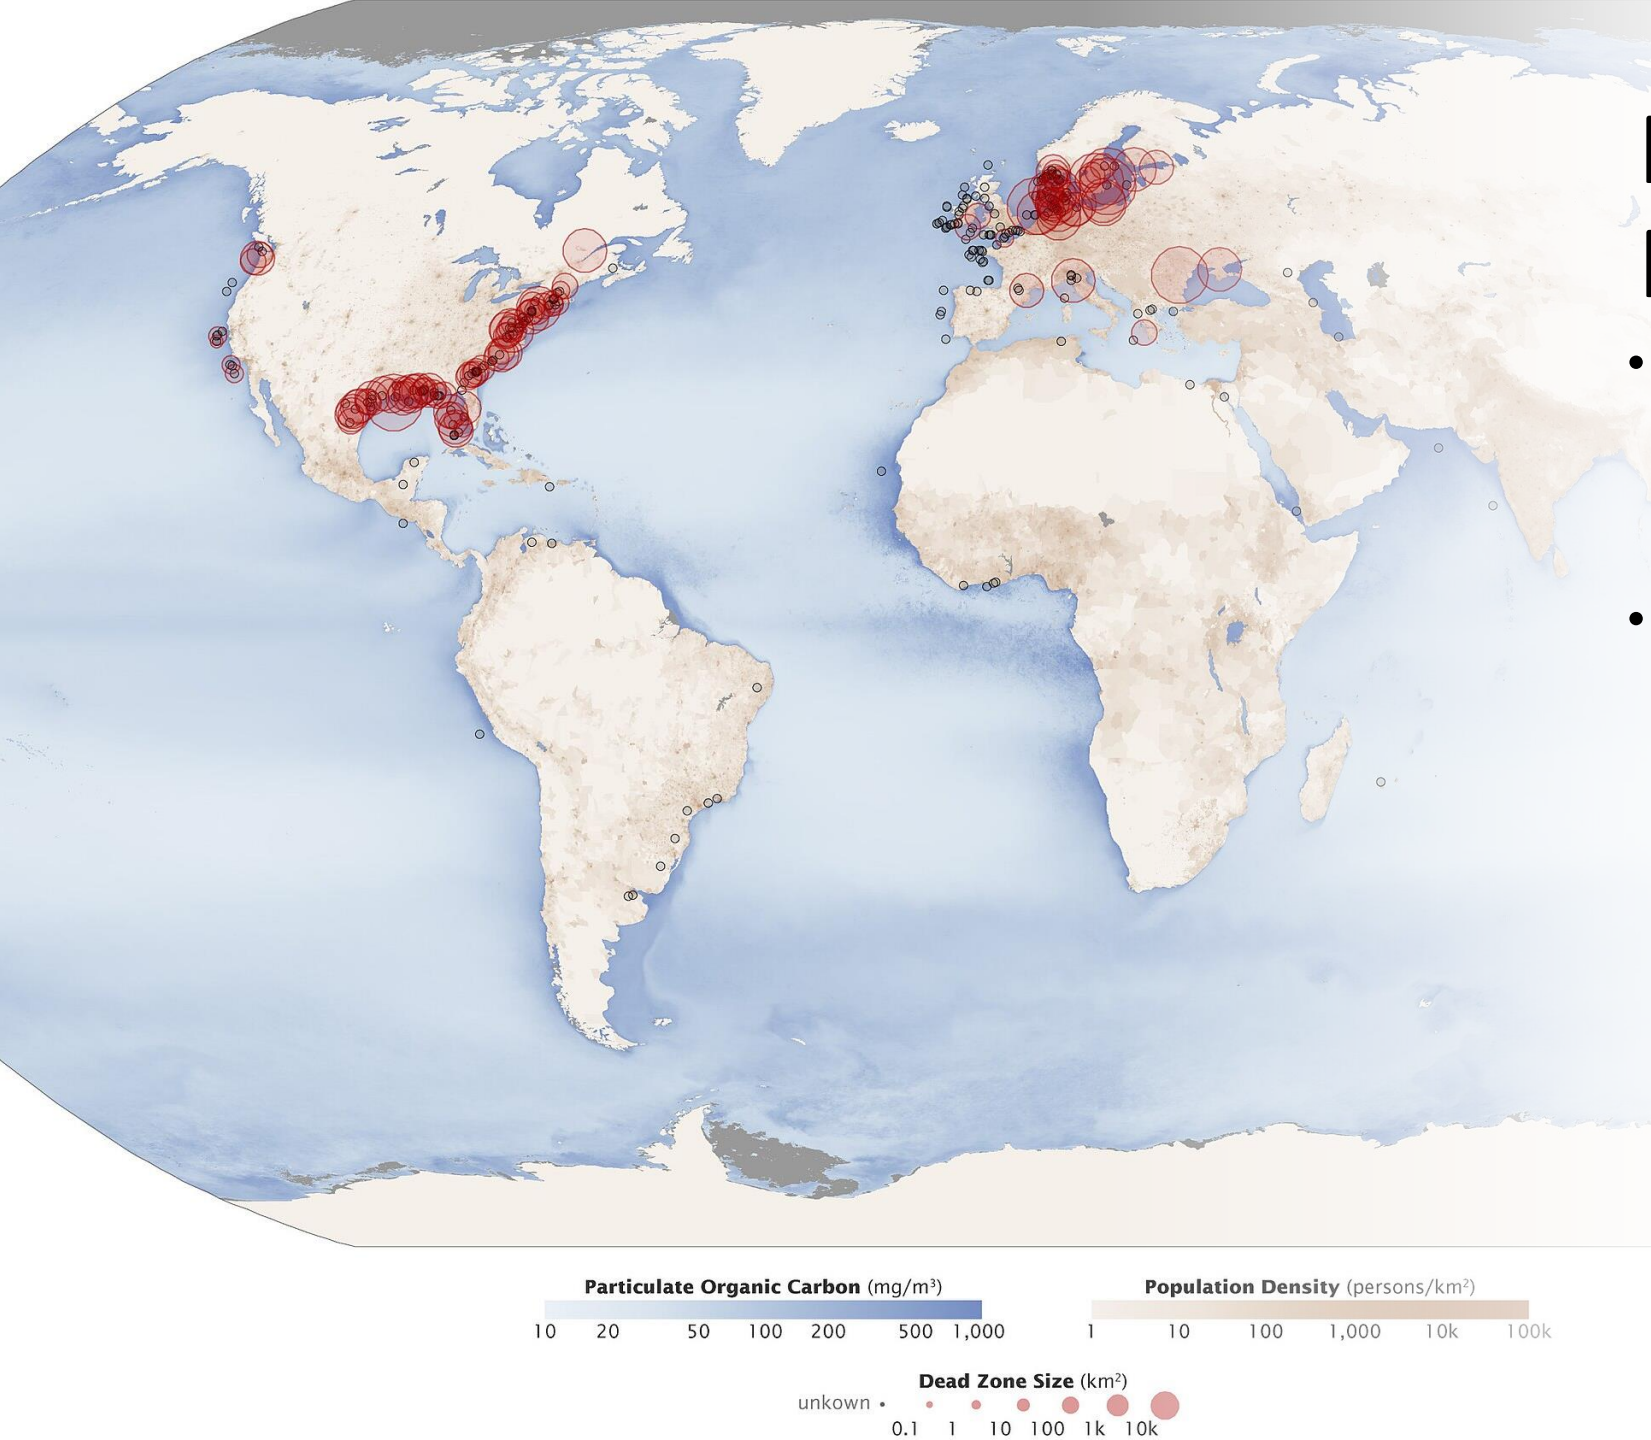 Particulate Organic Carbon (mg/m³) Population Density (persons/km²)
10 20 50 100 200 500 1,000 1 10 100 1,000 10k 100k
Dead Zone Size (km²)
unkown
0.1 1 10 100 1k 10k